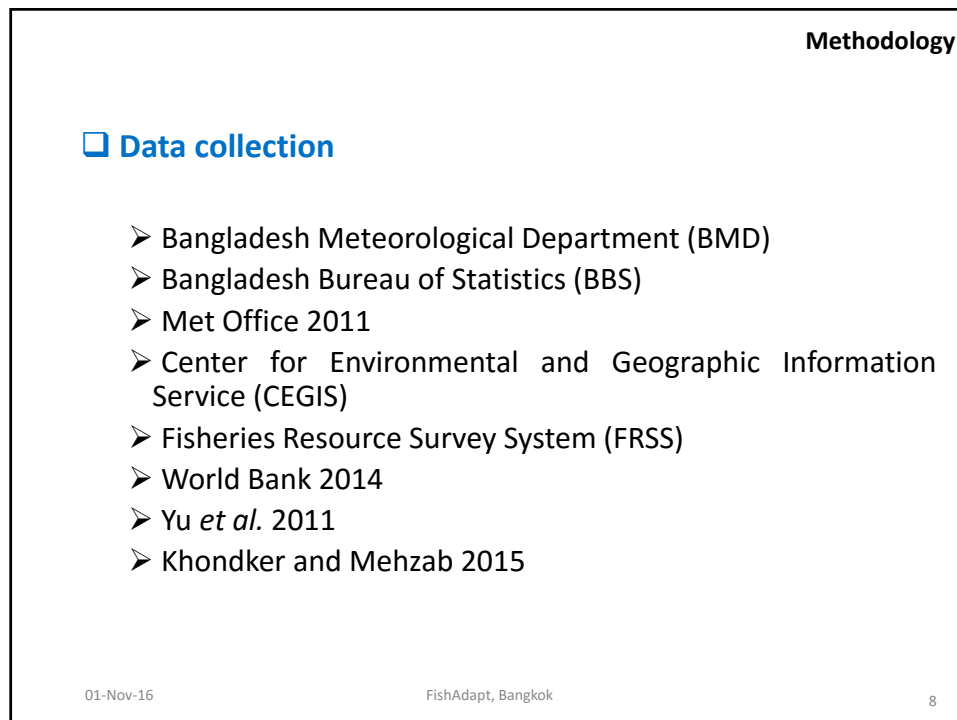 Methodology
❑ Data collection
➢ Bangladesh Meteorological Department (BMD)
➢ Bangladesh Bureau of Statistics (BBS)
➢ Met Office 2011
➢ Center for Environmental and Geographic Information
Service (CEGIS)
➢ Fisheries Resource Survey System (FRSS)
➢ World Bank 2014
➢ Yu et al. 2011
➢ Khondker and Mehzab 2015
01-Nov-16 FishAdapt, Bangkok 8